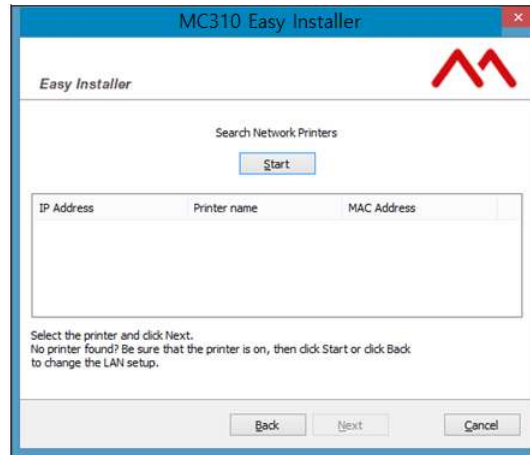 MC310 Easy Installer
Easy Installer
Search Network Printers
Start
IP Address Printer name MAC Address
Select the printer and click Next.
No printer found? Be sure that the printer is on, then click Start or click Back
to change the LAN setup.
Back Next Cancel